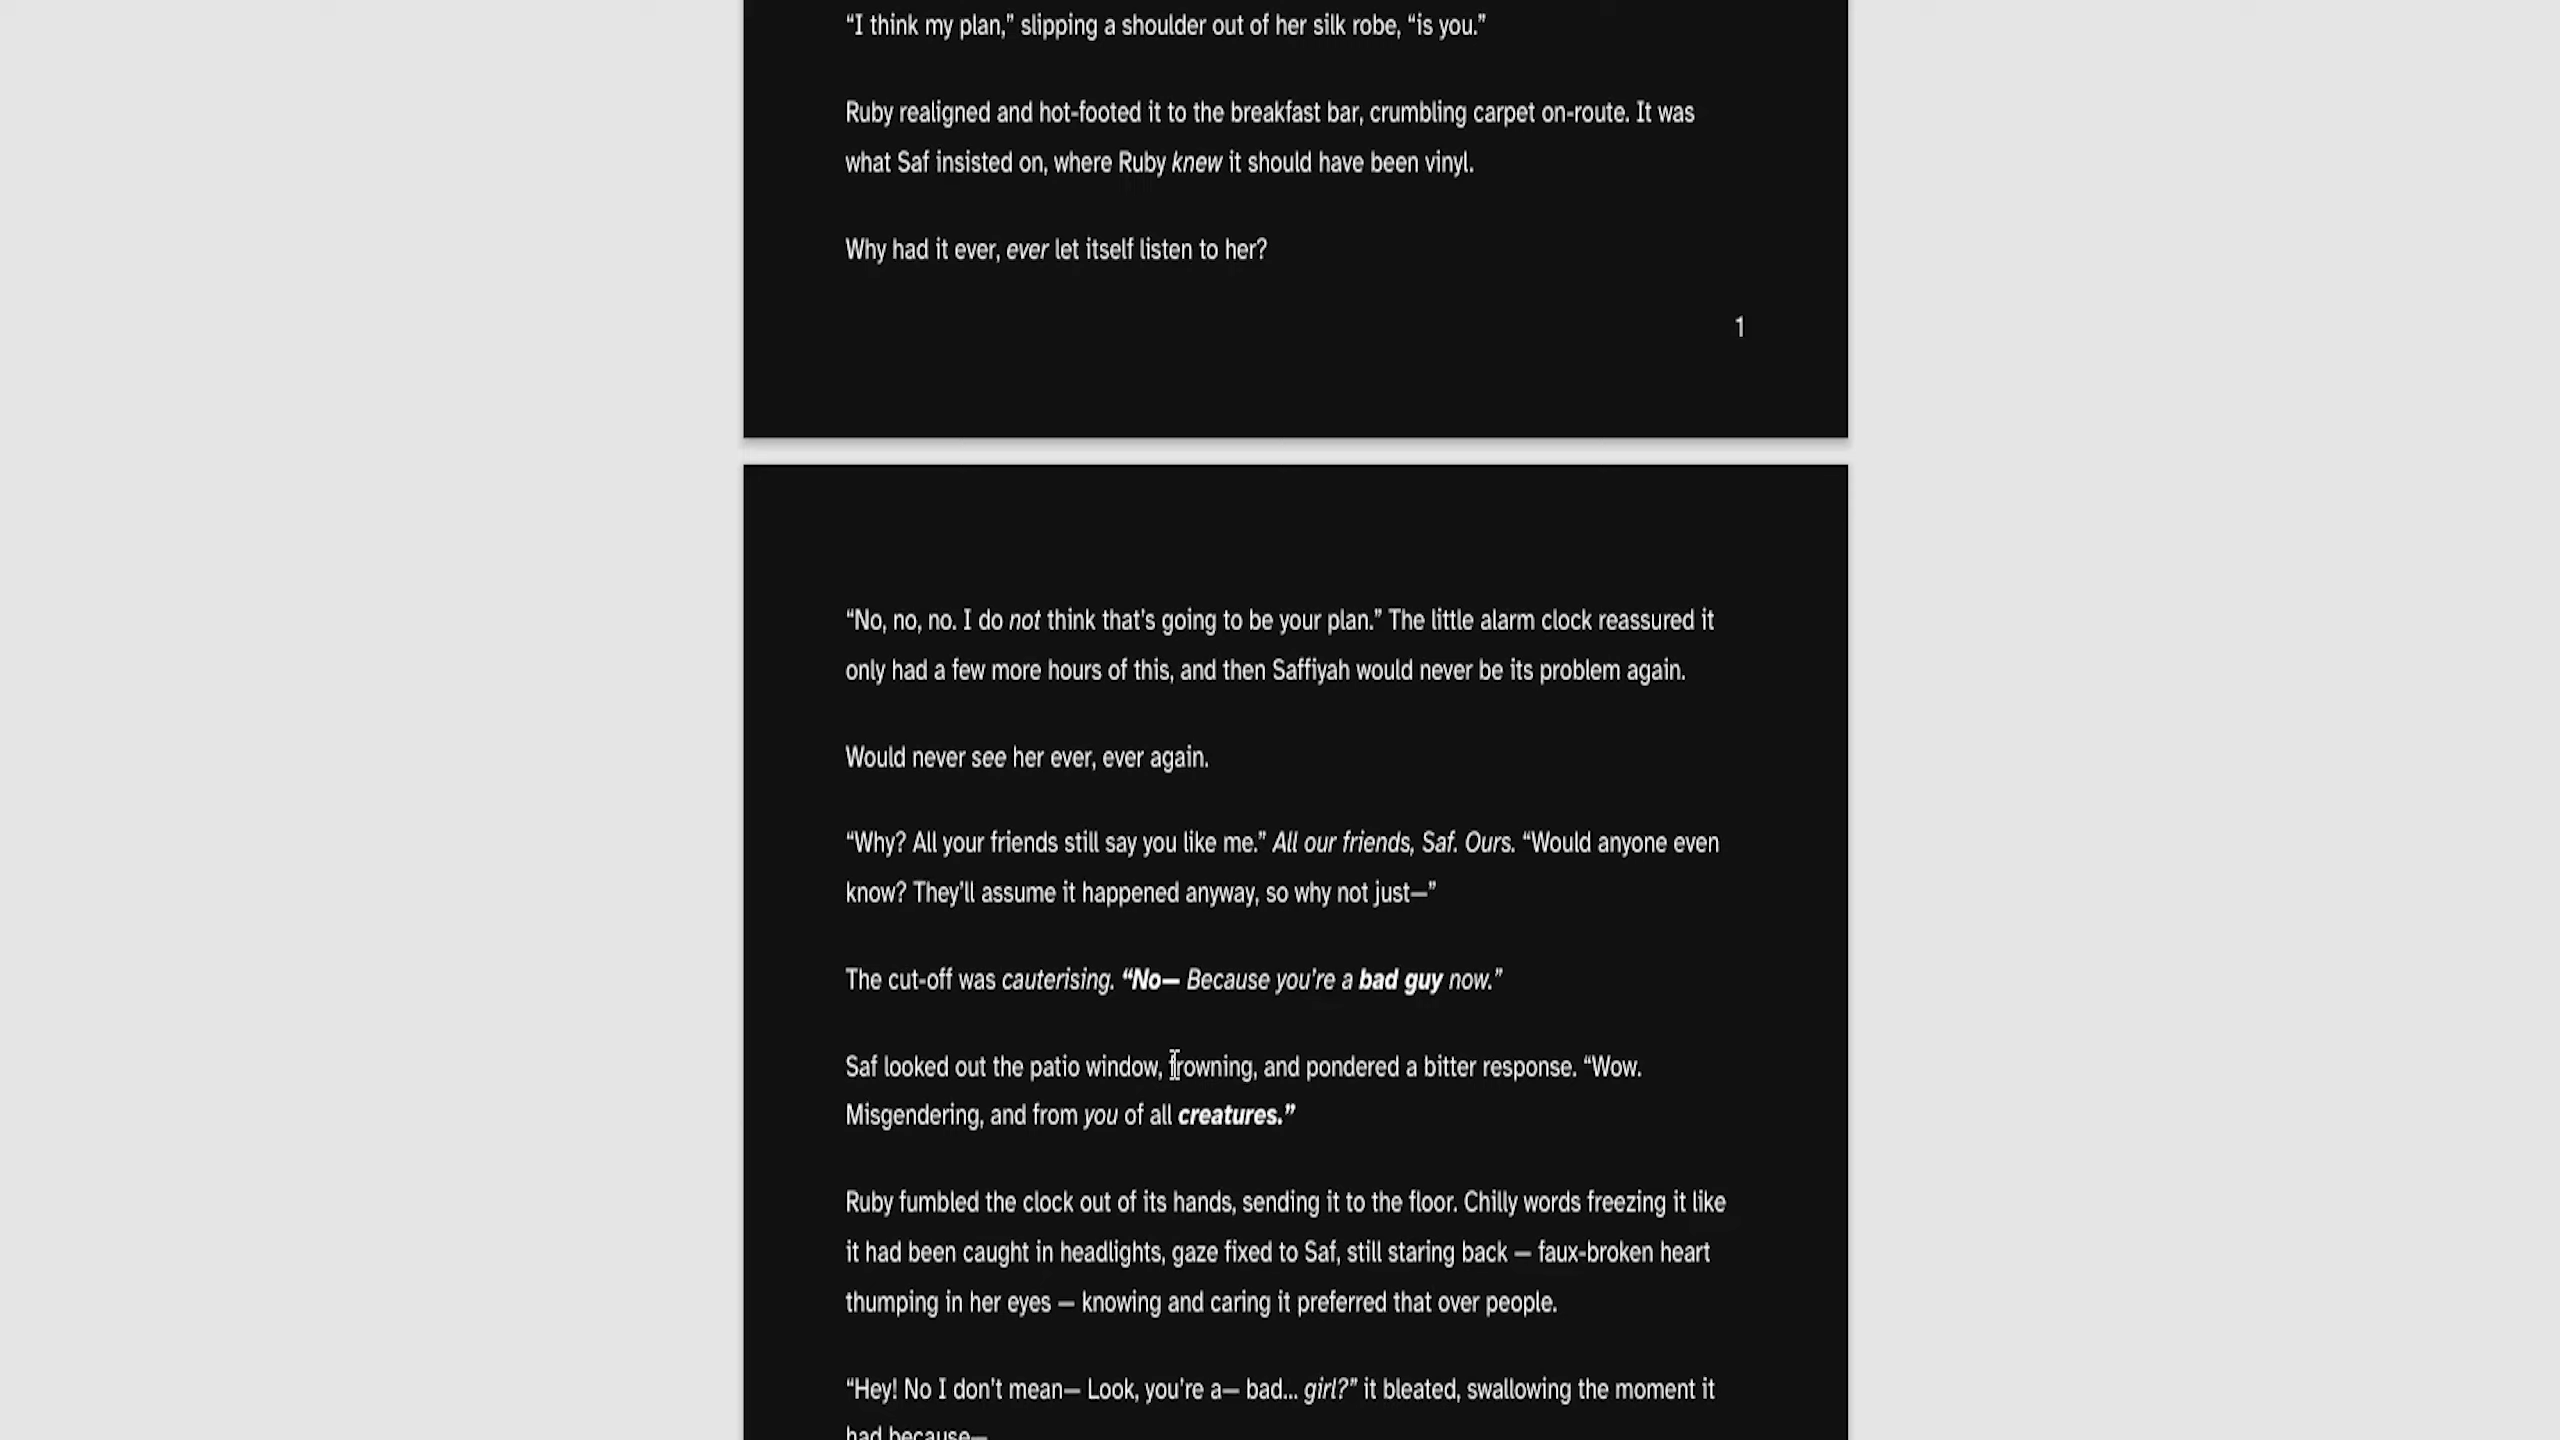 “I think my plan,” slipping a shoulder out of her silk robe, “is you.”
Ruby realigned and hot-footed it to the breakfast bar, crumbling carpet on-route. It was
what Saf insisted on, where Ruby knew it should have been vinyl.
Why had it ever, ever let itself listen to her?
1
“No, no, no. I do not think that’s going to be your plan.” The little alarm clock reassured it
only had a few more hours of this, and then Saffiyah would never be its problem again.
Would never see her ever, ever again.
“Why? All your friends still say you like me.” All our friends, Saf. Ours. “Would anyone even
know? They’ll assume it happened anyway, so why not just—”
The cut-off was cauterising. “No— Because you’re a bad guy now.”
Saf looked out the patio window, frowning, and pondered a bitter response. “Wow.
Misgendering, and from you of all creatures.”
Ruby fumbled the clock out of its hands, sending it to the floor. Chilly words freezing it like
it had been caught in headlights, gaze fixed to Saf, still staring back — faux-broken heart
thumping in her eyes — knowing and caring it preferred that over people.
“Hey! No I don’t mean— Look, you’re a— bad… girl?” it bleated, swallowing the moment it
had because—